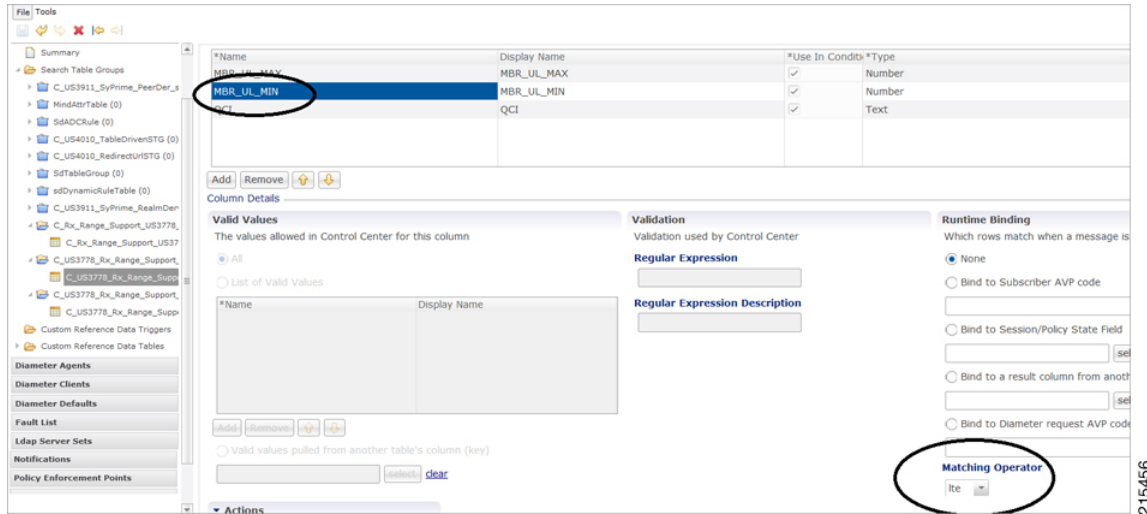 File Tools
Summary
Search Table Groups
C_US3911_SyPrime_PeerDer_s
MindAttrTable (0)
SdADCRule (0)
C_US4010_TableDrivenSTG (0)
C_US4010_RedirectUrlSTG (0)
SdTableGroup (0)
sdDynamicRuleTable (0)
C_US3911_SyPrime_RealmDer
C_Rx_Range_Support_US3778_
C_Rx_Range_Support_US37
C_US3778_Rx_Range_Support_
C_US3778_Rx_Range_Supp
C_US3778_Rx_Range_Support_
C_US3778_Rx_Range_Supp
Custom Reference Data Triggers
Custom Reference Data Tables
Diameter Agents
Diameter Clients
Diameter Defaults
Fault List
Ldap Server Sets
Notifications
Policy Enforcement Points
*Name Display Name *Use In Conditi *Type
MBR_UL_MAX MBR_UL_MAX Number
MBR_UL_MIN MBR_UL_MIN Number
QCI QCI Text
Add Remove
Column Details
Valid Values
The values allowed in Control Center for this column
All
List of Valid Values
*Name Display Name
Add Remove
Valid values pulled from another table's column (key)
select clear
Actions
Validation
Validation used by Control Center
Regular Expression
Regular Expression Description
Runtime Binding
Which rows match when a message is
None
Bind to Subscriber AVP code
Bind to Session/Policy State Field
sel
Bind to a result column from anoth
sel
Bind to Diameter request AVP code
Matching Operator
lte
215456